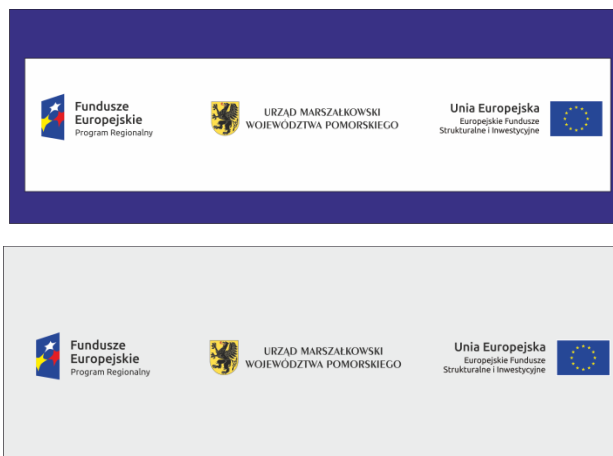 Fundusze
Europejskie
Program Regionalny
URZĄD MARSZAŁKOWSKI
WOJEWÓDZTWA POMORSKIEGO
Unia Europejska
Europejskie Fundusze
Strukturalne i Inwestycyjne
Fundusze
Europejskie
Program Regionalny
URZĄD MARSZAŁKOWSKI
WOJEWÓDZTWA POMORSKIEGO
Unia Europejska
Europejskie Fundusze
Strukturalne i Inwestycyjne